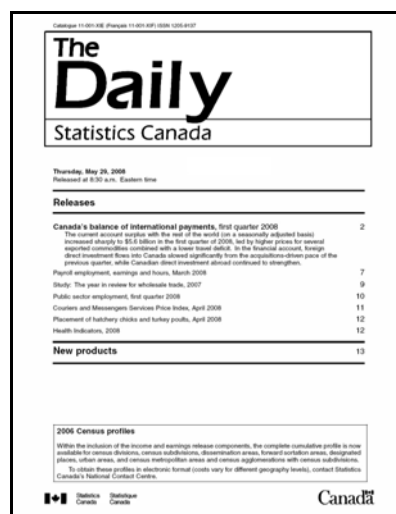 Catalogue 11-001-XIE (Français 11-001-XIF) ISSN 1205-9137
The
Daily
Statistics Canada
Thursday, May 29, 2008
Released at 8:30 a.m. Eastern time
Releases
Canada's balance of international payments, first quarter 2008 2
The current account surplus with the rest of the world (on a seasonally adjusted basis)
increased sharply to $5.6 billion in the first quarter of 2008, led by higher prices for several
exported commodities combined with a lower travel deficit. In the financial account, foreign
direct investment flows into Canada slowed significantly from the acquisitions-driven pace of the
previous quarter, while Canadian direct investment abroad continued to strengthen.
Payroll employment, earnings and hours, March 2008 7
Study: The year in review for wholesale trade, 2007 9
Public sector employment, first quarter 2008 10
Couriers and Messengers Services Price Index, April 2008 11
Placement of hatchery chicks and turkey poults, April 2008 12
Health Indicators, 2008 12
New products 13
2006 Census profiles
Within the inclusion of the income and earnings release components, the complete cumulative profile is now
available for census divisions, census subdivisions, dissemination areas, forward sortation areas, designated
places, urban areas, and census metropolitan areas and census agglomerations with census subdivisions.
To obtain these profiles in electronic format (costs vary for different geography levels), contact Statistics
Canada's National Contact Centre.
Statistics Statistique
Canada Canada
Canada